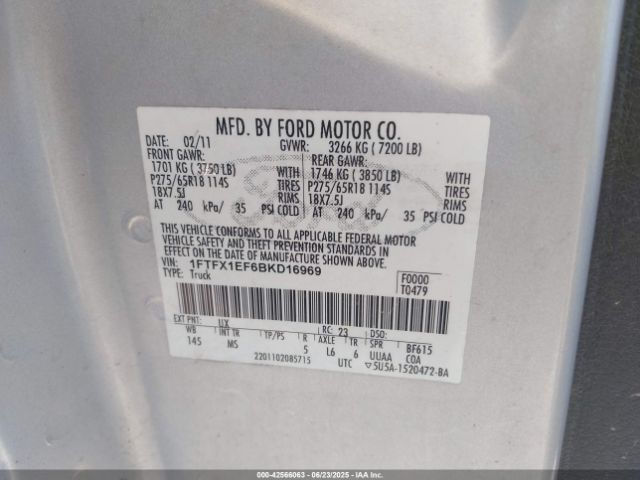 MFD. BY FORD MOTOR CO.
DATE: 02/11 GVWR: 3266 KG ( 7200 LB)
FRONT GAWR: REAR GAWR:
1701 KG ( 3750 LB) WITH 1746 KG ( 3850 LB) WITH
P275/65R18 114S TIRES P275/65R18 114S TIRES
18X7.5J RIMS 18X7.5J RIMS
AT 240 kPa/ 35 PSI COLD AT 240 kPa/ 35 PSI COLD
THIS VEHICLE CONFORMS TO ALL APPLICABLE FEDERAL MOTOR
VEHICLE SAFETY AND THEFT PREVENTION STANDARDS IN
EFFECT ON THE DATE OF MANUFACTURE SHOWN ABOVE.
VIN: 1FTFX1EF6BKD16969 F0000
TYPE: Truck T0479
EXT PNT: UX RC: 23 DSO:
WB INT TR TP/PS R AXLE TR SPR BF615
145 MS 5 L6 6 UUAA COA
2201102085715 UTC ▽5U5A-1520472-BA
000-42566063 - 06/23/2025 - IAAI.COM